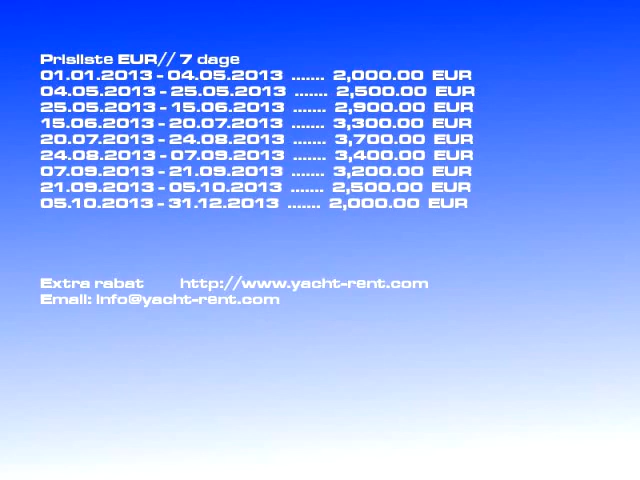 Prisliste EUR// 7 dage
01.01.2013 - 04.05.2013 ....... 2,000.00 EUR
04.05.2013 - 25.05.2013 ....... 2,500.00 EUR
25.05.2013 - 15.06.2013 ....... 2,900.00 EUR
15.06.2013 - 20.07.2013 ....... 3,300.00 EUR
20.07.2013 - 24.08.2013 ....... 3,700.00 EUR
24.08.2013 - 07.09.2013 ....... 3,400.00 EUR
07.09.2013 - 21.09.2013 ....... 3,200.00 EUR
21.09.2013 - 05.10.2013 ....... 2,500.00 EUR
05.10.2013 - 31.12.2013 ....... 2,000.00 EUR
Extra rabat http://www.yacht-rent.com
Email: info@yacht-rent.com